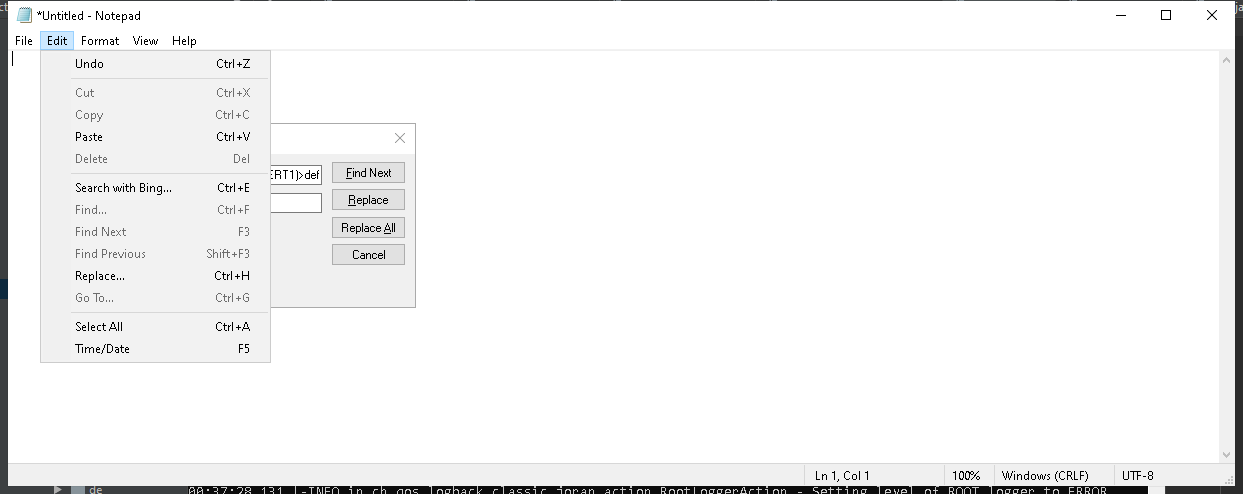 *Untitled - Notepad
File Edit Format View Help
Undo Ctrl+Z
Cut Ctrl+X
Copy Ctrl+C
Paste Ctrl+V
Delete Del
Search with Bing... Ctrl+E
Find... Ctrl+F
Find Next F3
Find Previous Shift+F3
Replace... Ctrl+H
Go To... Ctrl+G
Select All Ctrl+A
Time/Date F5
ERT1)>def
Find Next
Replace
Replace All
Cancel
Ln 1, Col 1 100% Windows (CRLF) UTF-8
de 00:37:28,131 |-INFO in ch.qos.logback.classic.joran.action.RootLoggerAction - Setting level of ROOT logger to ERROR